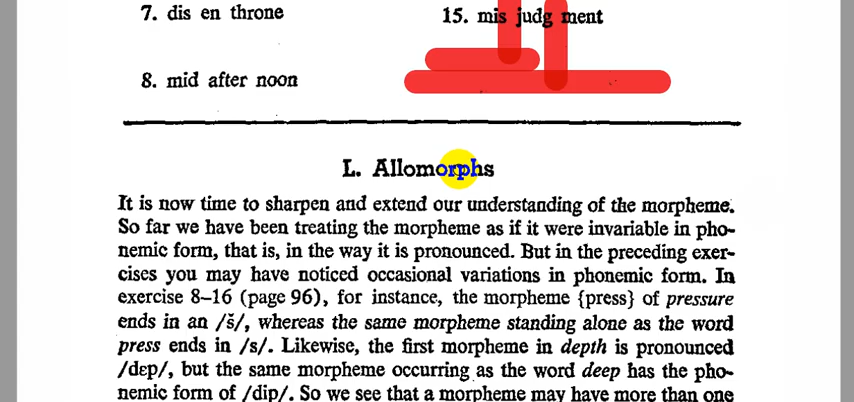 7. dis en throne 15. mis judg ment
8. mid after noon
L. Allomorphs
It is now time to sharpen and extend our understanding of the morpheme.
So far we have been treating the morpheme as if it were invariable in pho-
nemic form, that is, in the way it is pronounced. But in the preceding exer-
cises you may have noticed occasional variations in phonemic form. In
exercise 8–16 (page 96), for instance, the morpheme {press} of pressure
ends in an /š/, whereas the same morpheme standing alone as the word
press ends in /s/. Likewise, the first morpheme in depth is pronounced
/dɛp/, but the same morpheme occurring as the word deep has the pho-
nemic form of /dip/. So we see that a morpheme may have more than one